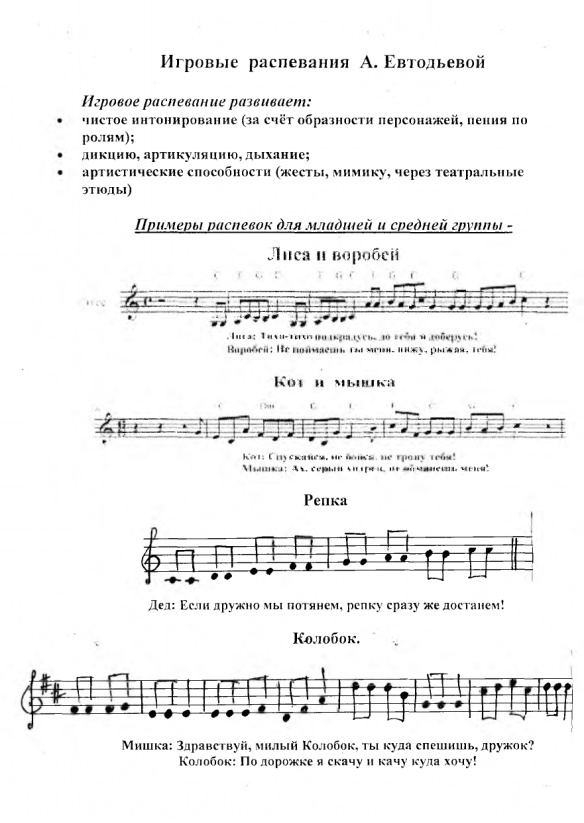 Игровые распевания А. Евтодьевой
Игровое распевание развивает:
• чистое интонирование (за счёт образности персонажей, пения по
ролям);
• дикцию, артикуляцию, дыхание;
• артистические способности (жесты, мимику, через театральные
этюды)
Примеры распевок для младшей и средней группы -
Лиса и воробей
Лиса: Тихо-тихо подкрадусь, до тебя я доберусь!
Воробей: Не поймаешь ты меня, вижу, рыжая, тебя!
Кот и мышка
Кот: Спускайся, не бойся, не трону тебя!
Мышка: Ах, серый хитрец, не обманешь меня!
Репка
Дед: Если дружно мы потянем, репку сразу же достанем!
Колобок.
Мишка: Здравствуй, милый Колобок, ты куда спешишь, дружок?
Колобок: По дорожке я скачу и качу куда хочу!